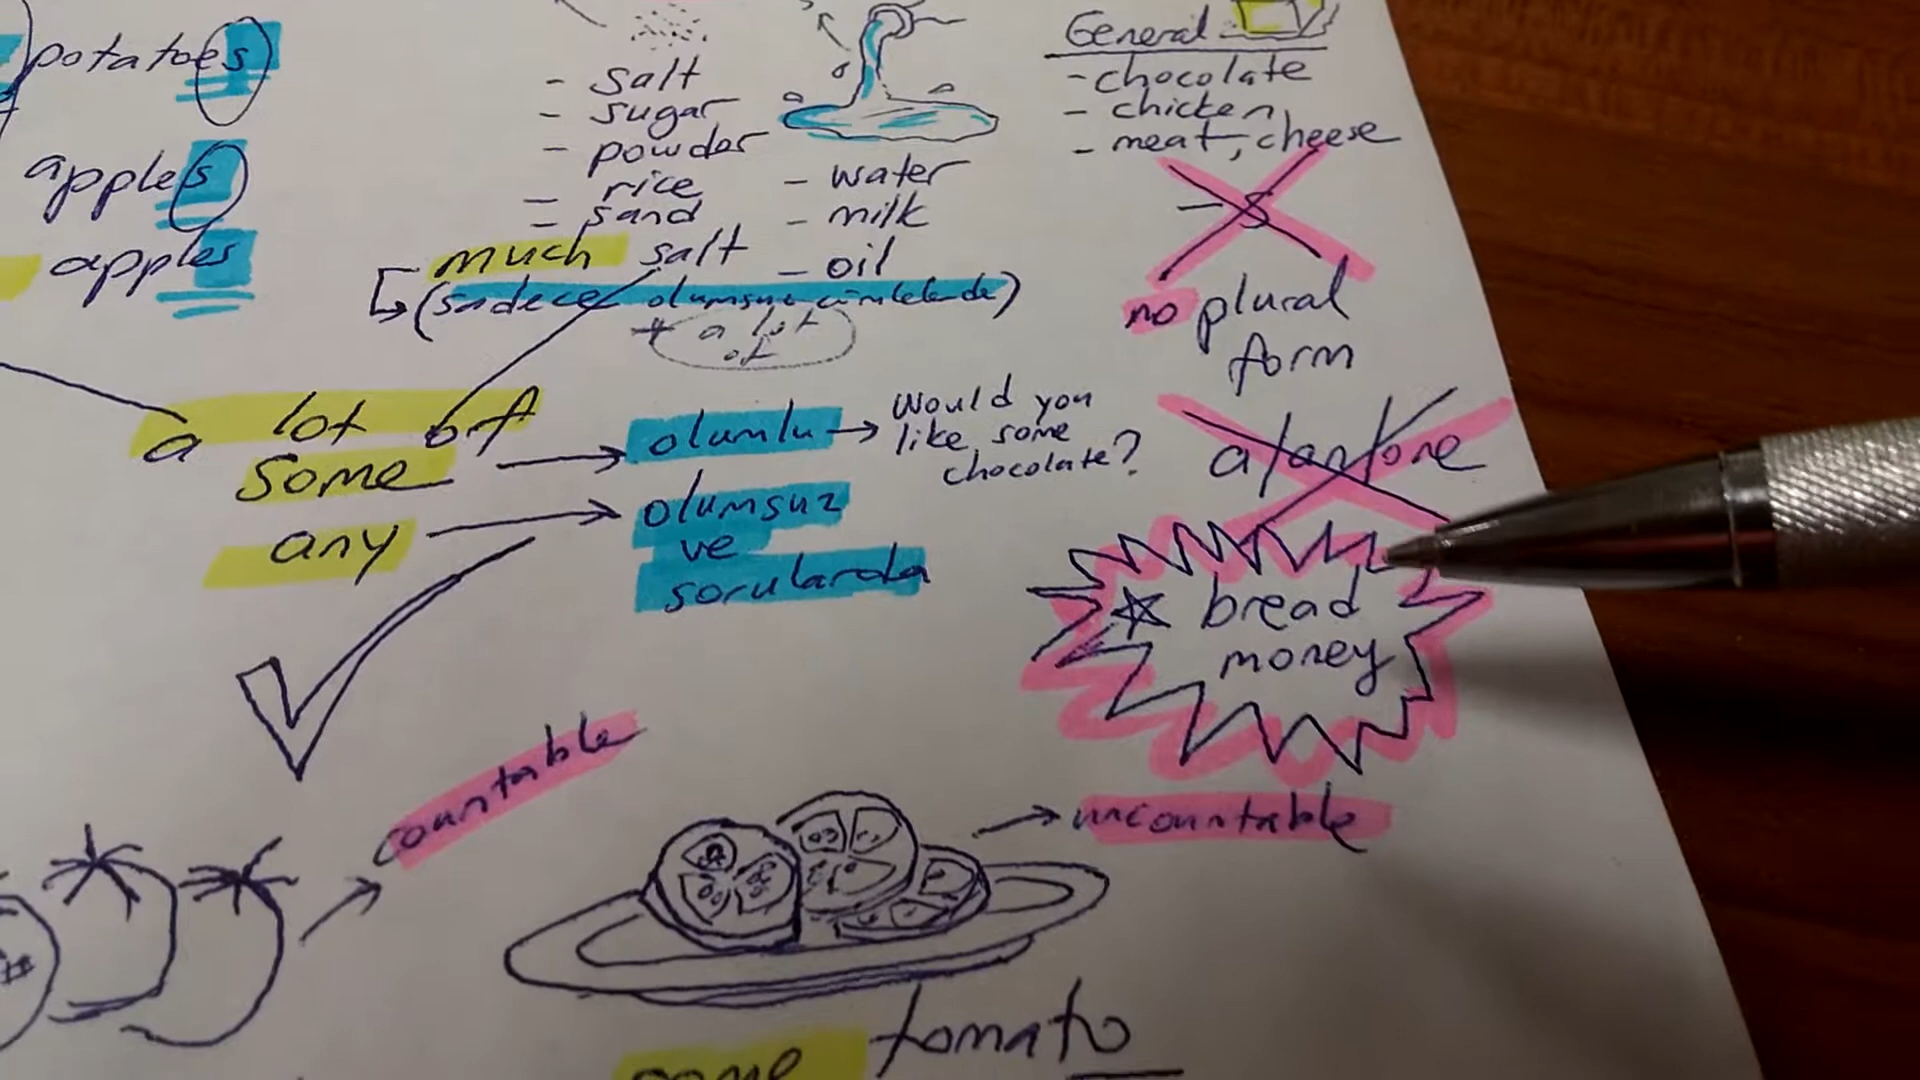 potatoes
apples
apples
- salt
- sugar
- powder
- rice
- sand
much salt
(sadece olumsuz cümlelerde)
+ a lot
of
- water
- milk
- oil
General
- chocolate
- chicken
- meat, cheese
-s
no plural
form
a/an/one
a lot of
some
any
olumlu
Would you
like some
chocolate?
olumsuz
ve
sorularda
bread
money
countable
uncountable
some tomato